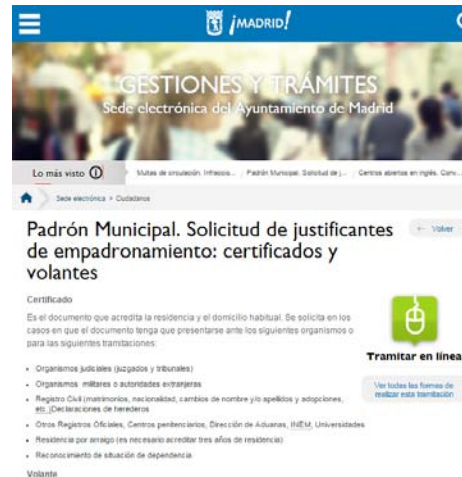 ¡MADRID!
GESTIONES Y TRÁMITES
Sede electrónica del Ayuntamiento de Madrid
Lo más visto
Multas de circulación. Infracció... Padrón Municipal. Solicitud de j... Centros abiertos en inglés. Conv...
Sede electrónica > Ciudadanos
Padrón Municipal. Solicitud de justificantes
de empadronamiento: certificados y
volantes
← Volver
Certificado
Es el documento que acredita la residencia y el domicilio habitual. Se solicita en los
casos en que el documento tenga que presentarse ante los siguientes organismos o
para las siguientes tramitaciones:
Organismos judiciales (juzgados y tribunales)
Organismos militares o autoridades extranjeras
Registro Civil (matrimonios, nacionalidad, cambios de nombre y/o apellidos y adopciones,
etc.)Declaraciones de herederos
Otros Registros Oficiales, Centros penitenciarios, Dirección de Aduanas, INEM, Universidades
Residencia por arraigo (es necesario acreditar tres años de residencia)
Reconocimiento de situación de dependencia
Volante
Tramitar en línea
Ver todas las formas de
realizar esta tramitación